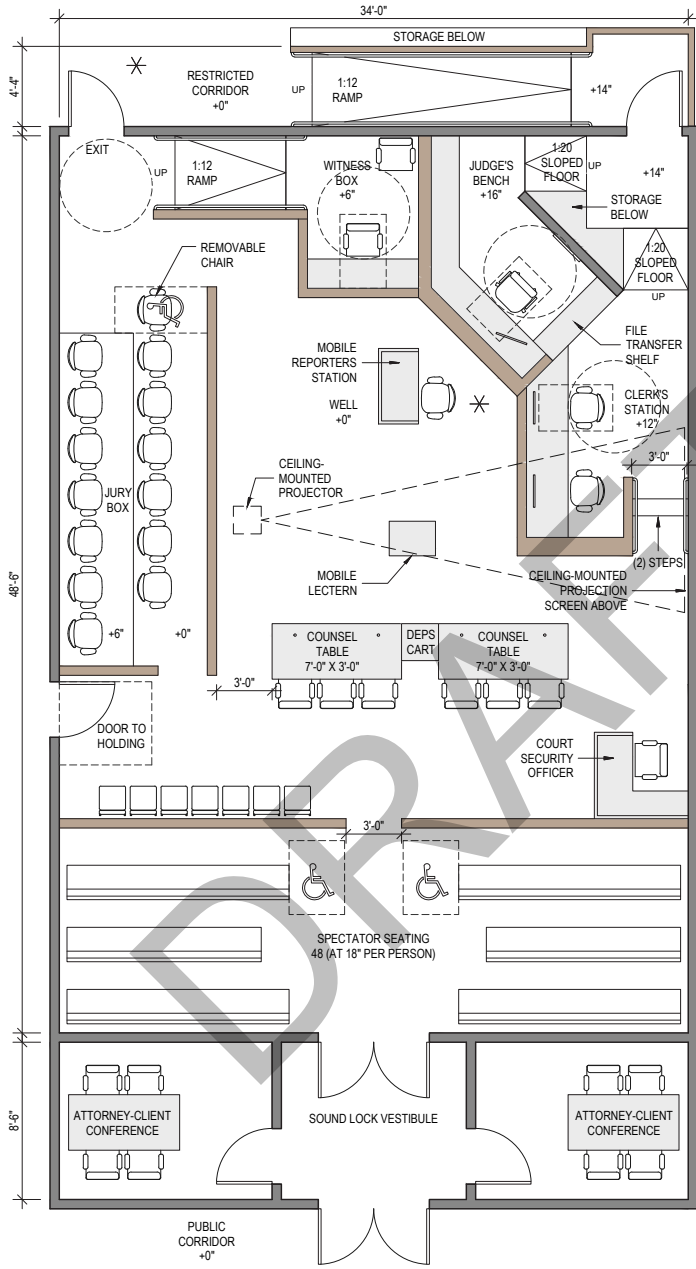 34'-0"
STORAGE BELOW
4'-4"
RESTRICTED
CORRIDOR
+0"
UP
1:12
RAMP
+14"
EXIT
UP
1:12
RAMP
WITNESS
BOX
+6"
JUDGE'S
BENCH
+16"
1:20
SLOPED
FLOOR
UP
+14"
STORAGE
BELOW
1:20
SLOPED
FLOOR
UP
REMOVABLE
CHAIR
FILE
TRANSFER
SHELF
MOBILE
REPORTERS
STATION
WELL
+0"
CLERK'S
STATION
+12"
3'-0"
CEILING-
MOUNTED
PROJECTOR
JURY
BOX
48'-6"
(2) STEPS
MOBILE
LECTERN
CEILING-MOUNTED
PROJECTION
SCREEN ABOVE
+6"
+0"
COUNSEL
TABLE
7'-0" X 3'-0"
DEPS
CART
COUNSEL
TABLE
7'-0" X 3'-0"
3'-0"
DOOR TO
HOLDING
COURT
SECURITY
OFFICER
3'-0"
SPECTATOR SEATING
48 (AT 18" PER PERSON)
8'-6"
ATTORNEY-CLIENT
CONFERENCE
SOUND LOCK VESTIBULE
ATTORNEY-CLIENT
CONFERENCE
PUBLIC
CORRIDOR
+0"
DRAFT